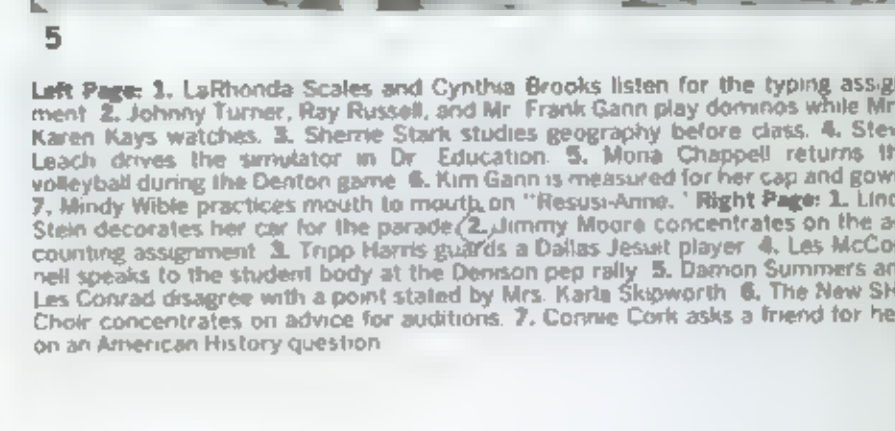 5
Left Page: 1. LaRhonda Scales and Cynthia Brooks listen for the typing assig
ment 2. Johnny Turner, Ray Russell, and Mr Frank Gann play dominos while M
Karen Kays watches. 3. Sherrie Stark studies geography before class. 4. Ste
Leach drives the simulator in Dr Education. 5. Mona Chappell returns th
volleyball during the Denton game 6. Kim Gann is measured for her cap and gow
7. Mindy Wible practices mouth to mouth on "Resusi-Anne.' Right Page: 1. Lind
Stein decorates her car for the parade 2. Jimmy Moore concentrates on the a
counting assignment 3. Tripp Harris guards a Dallas Jesuit player 4. Les McCo
nell speaks to the student body at the Denison pep rally 5. Damon Summers an
Les Conrad disagree with a point stated by Mrs. Karla Skipworth 6. The New SH
Choir concentrates on advice for auditions. 7. Connie Cork asks a friend for he
on an American History question